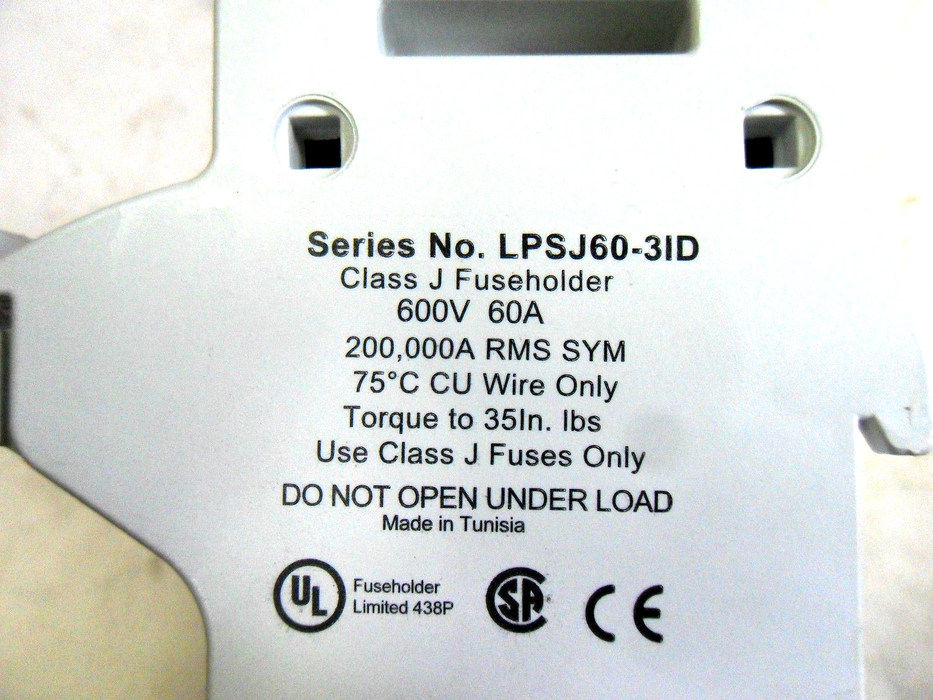 Series No. LPSJ60-3ID
Class J Fuseholder
600V 60A
200,000A RMS SYM
75°C CU Wire Only
Torque to 35In. lbs
Use Class J Fuses Only
DO NOT OPEN UNDER LOAD
Made in Tunisia
UL
Fuseholder
Limited 438P
SA
CE